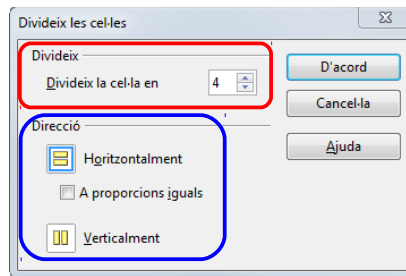 Divideix les cel·les
Divideix
Divideix la cel·la en 4
D'acord
Cancel·la
Direcció
Ajuda
Horitzontalment
A proporcions iguals
Verticalment